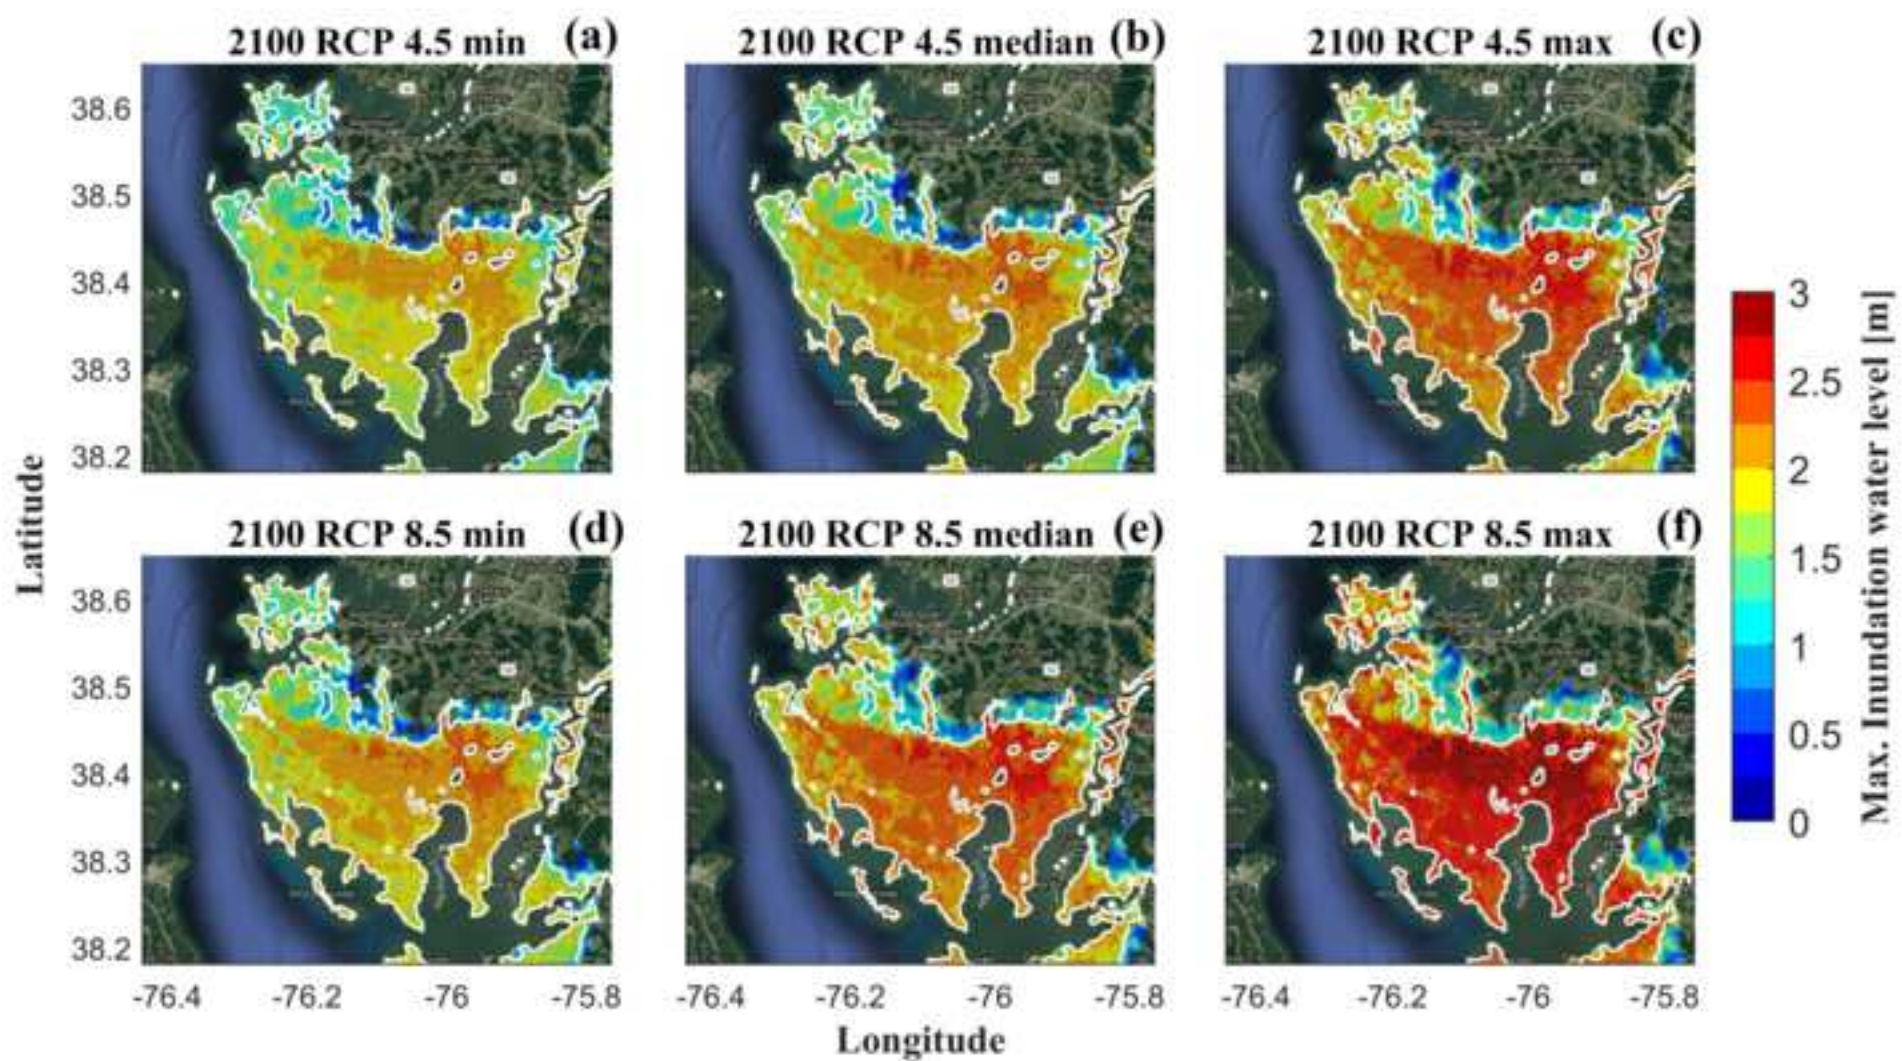 2100 RCP 4.5 min (a)
2100 RCP 4.5 median (b)
2100 RCP 4.5 max (c)
38.6
38.5
38.4
38.3
38.2
2100 RCP 8.5 min (d)
2100 RCP 8.5 median (e)
2100 RCP 8.5 max (f)
38.6
38.5
38.4
38.3
38.2
-76.4 -76.2 -76 -75.8
-76.4 -76.2 -76 -75.8
-76.4 -76.2 -76 -75.8
Longitude
Latitude
3
2.5
2
1.5
1
0.5
0
Max. Inundation water level [m]